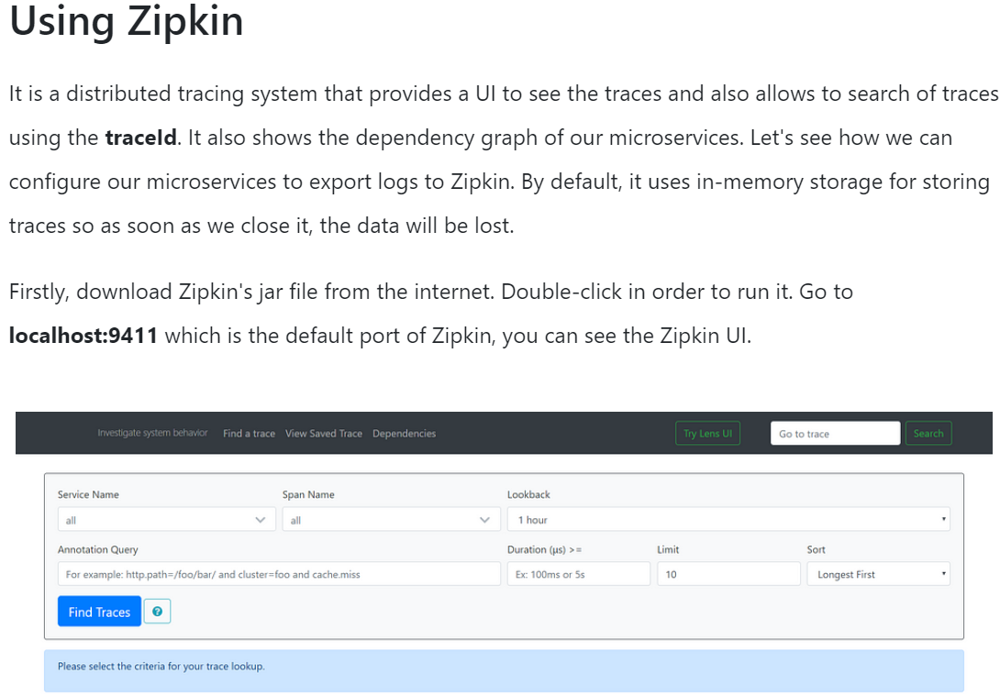 Using Zipkin
It is a distributed tracing system that provides a UI to see the traces and also allows to search of traces
using the traceId. It also shows the dependency graph of our microservices. Let's see how we can
configure our microservices to export logs to Zipkin. By default, it uses in-memory storage for storing
traces so as soon as we close it, the data will be lost.
Firstly, download Zipkin's jar file from the internet. Double-click in order to run it. Go to
localhost:9411 which is the default port of Zipkin, you can see the Zipkin UI.
Investigate system behavior Find a trace View Saved Trace Dependencies Try Lens UI Go to trace Search
Service Name Span Name Lookback
all all 1 hour
Annotation Query Duration (μs) >= Limit Sort
For example: http.path=/foo/bar/ and cluster=foo and cache.miss Ex: 100ms or 5s 10 Longest First
Find Traces ?
Please select the criteria for your trace lookup.